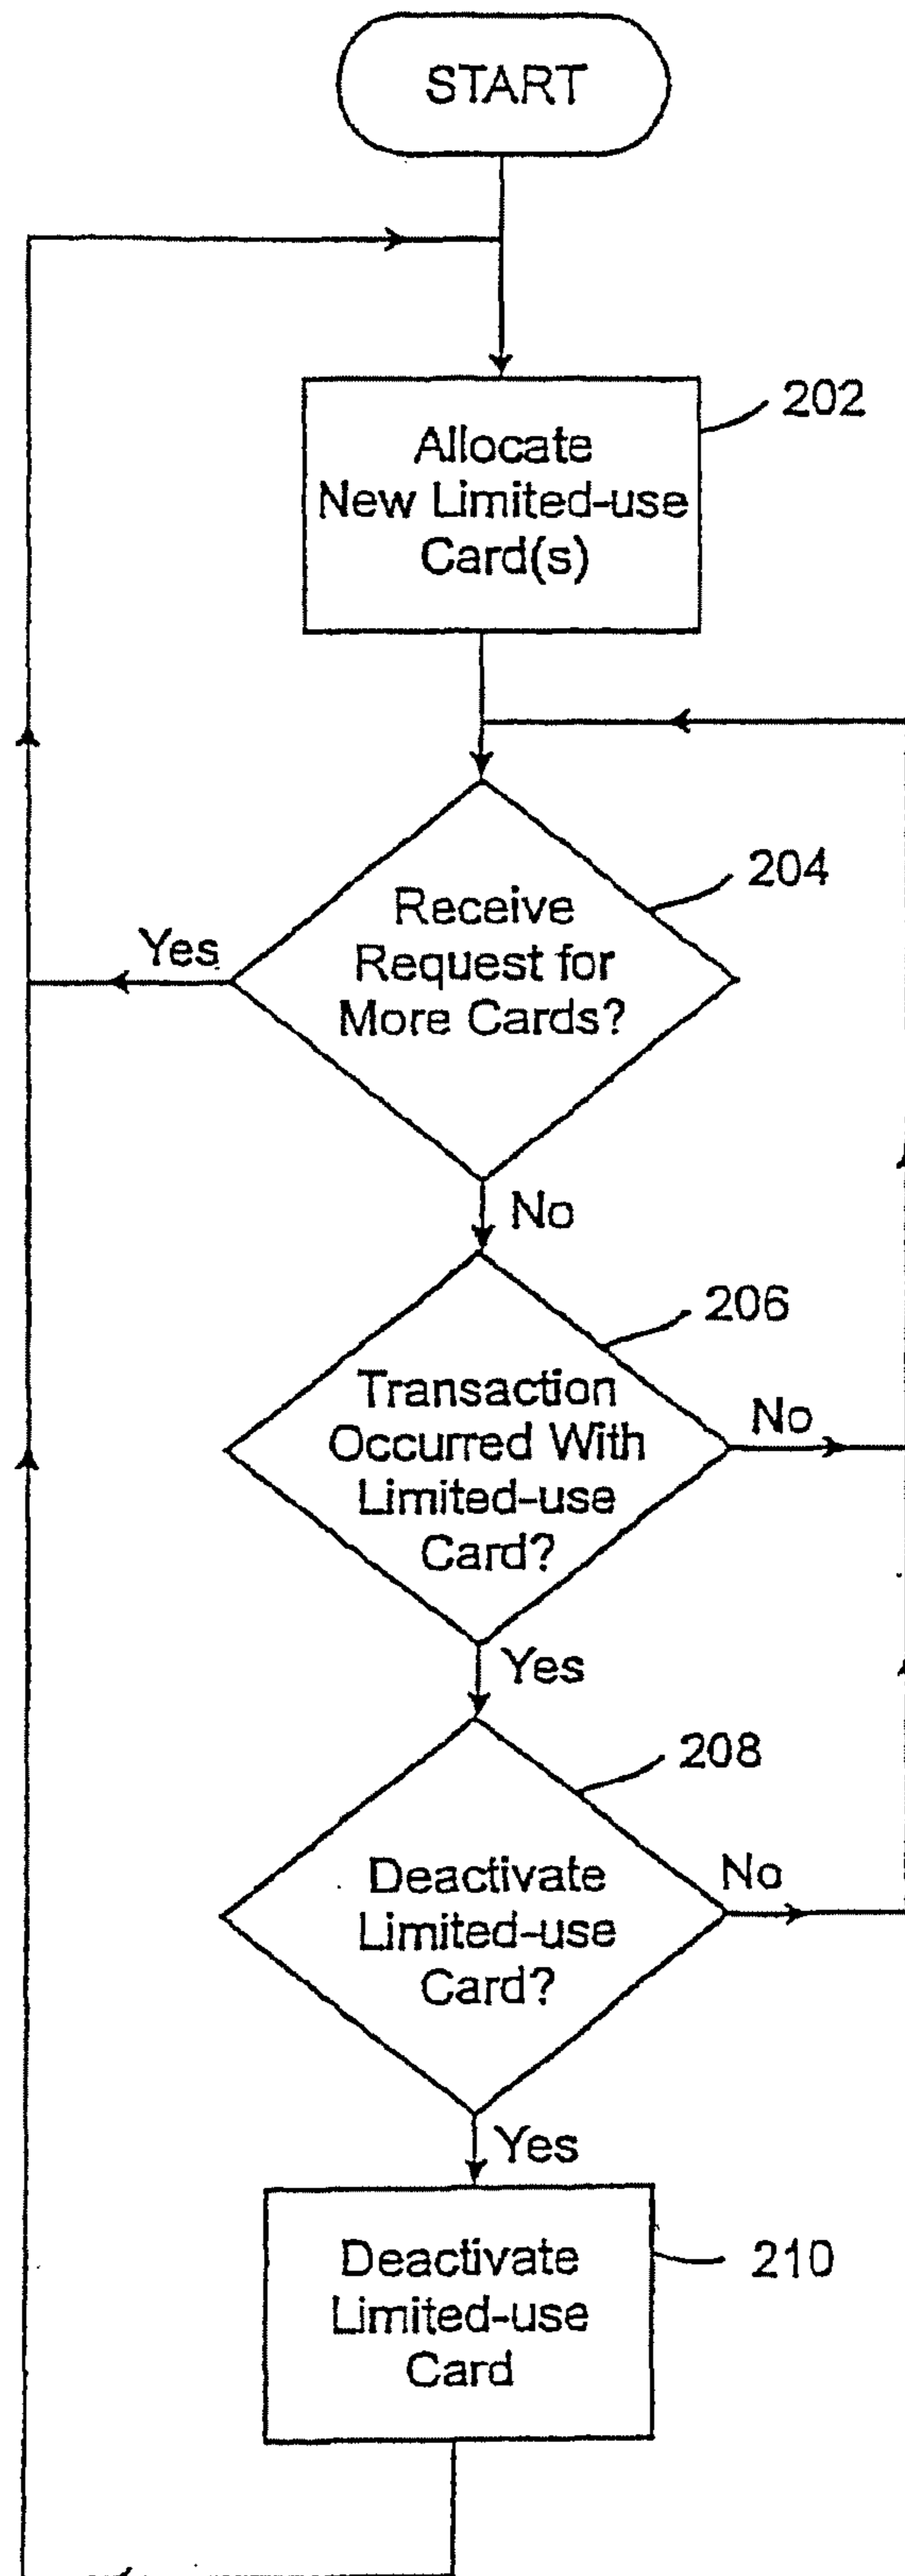 START
202
Allocate
New Limited-use
Card(s)
204
Receive
Request for
More Cards?
Yes
No
206
Transaction
Occurred With
Limited-use
Card?
No
Yes
208
Deactivate
Limited-use
Card?
No
Yes
210
Deactivate
Limited-use
Card